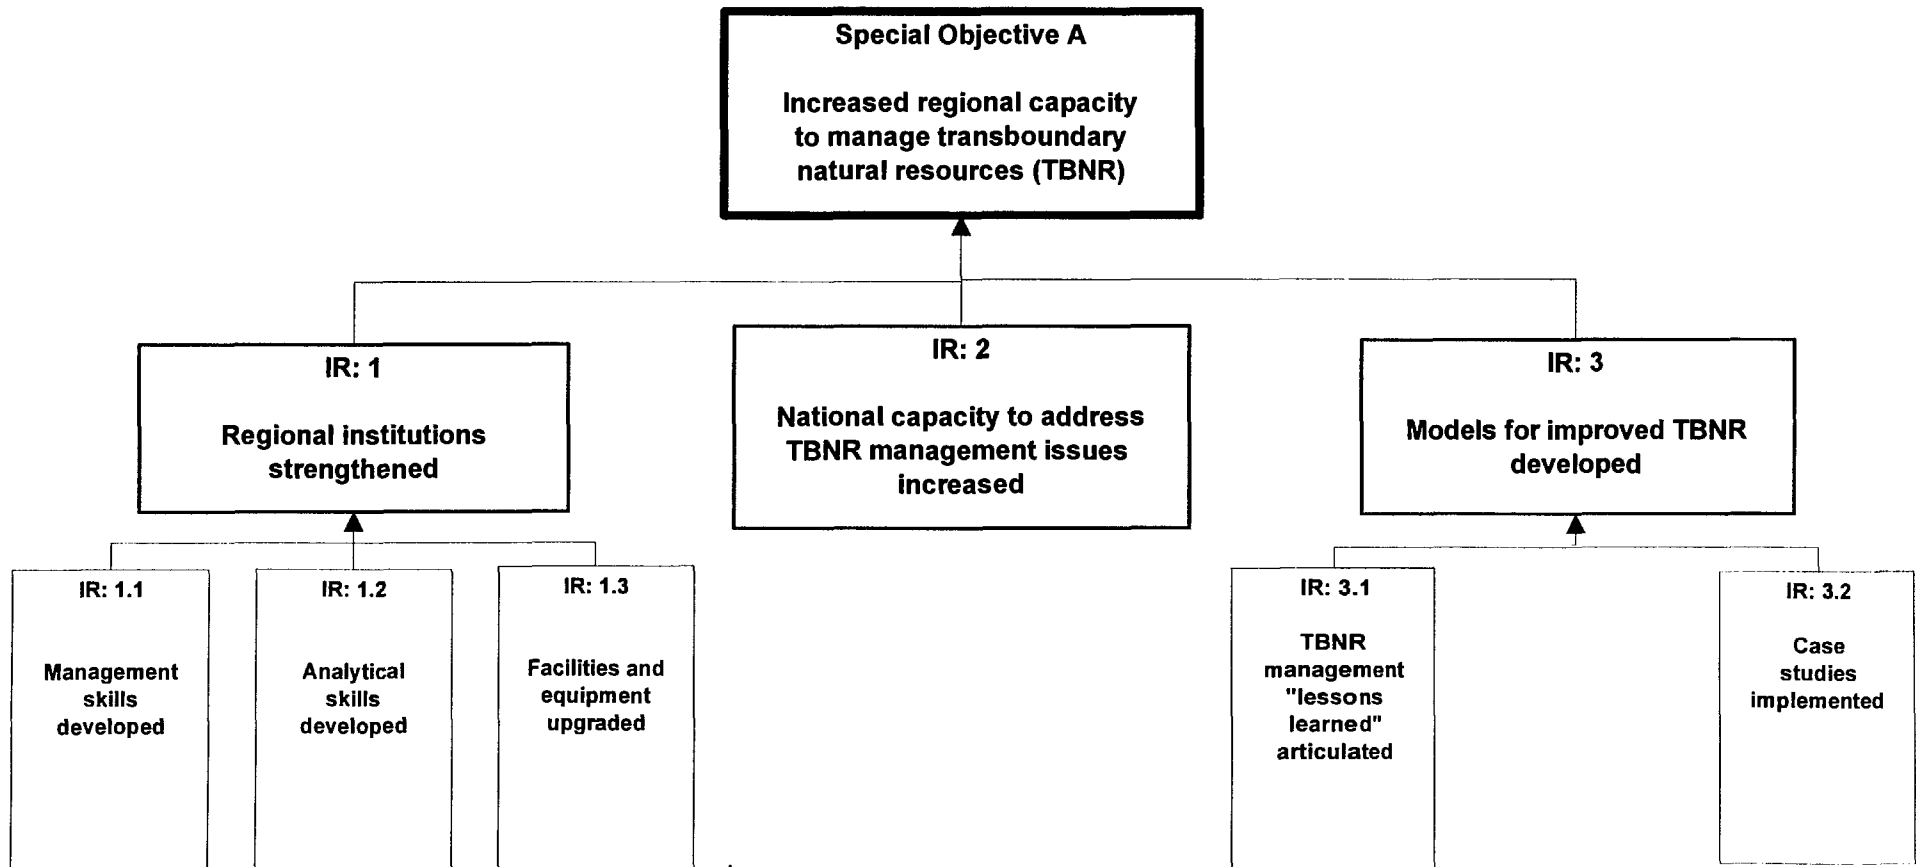 Special Objective A
Increased regional capacity
to manage transboundary
natural resources (TBNR)
IR: 1
Regional institutions
strengthened
IR: 2
National capacity to address
TBNR management issues
increased
IR: 3
Models for improved TBNR
developed
IR: 1.1
Management
skills
developed
IR: 1.2
Analytical
skills
developed
IR: 1.3
Facilities and
equipment
upgraded
IR: 3.1
TBNR
management
"lessons
learned"
articulated
IR: 3.2
Case
studies
implemented